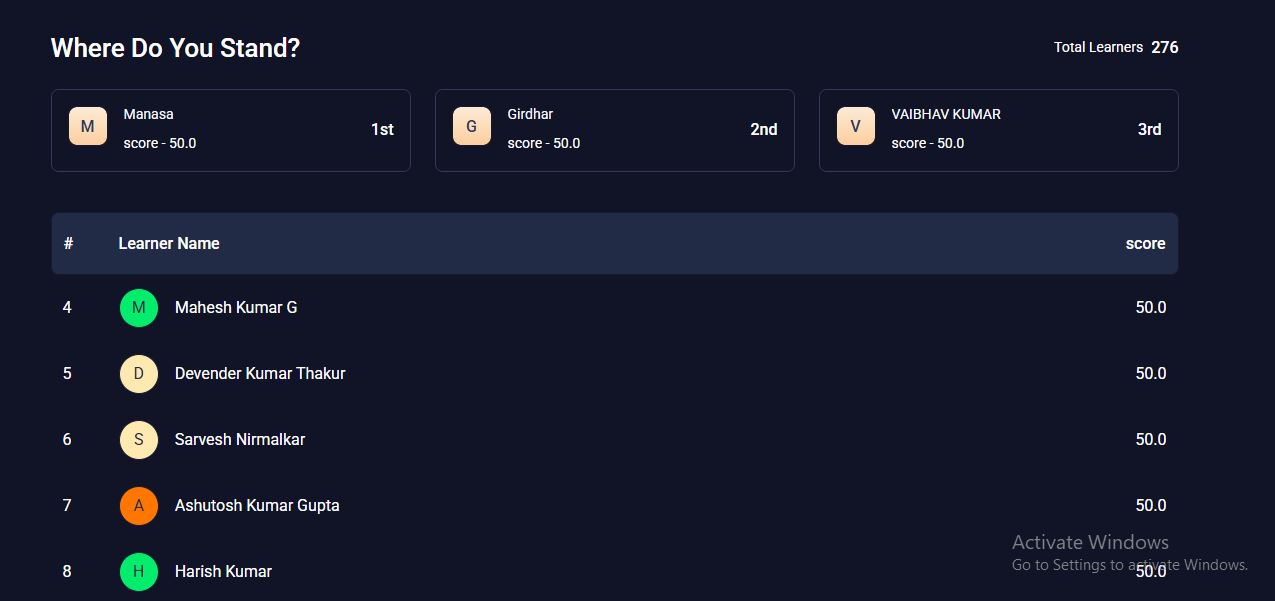 Where Do You Stand?
Total Learners 276
M
Manasa
score - 50.0
1st
G
Girdhar
score - 50.0
2nd
V
VAIBHAV KUMAR
score - 50.0
3rd
# Learner Name score
4 M Mahesh Kumar G 50.0
5 D Devender Kumar Thakur 50.0
6 S Sarvesh Nirmalkar 50.0
7 A Ashutosh Kumar Gupta 50.0
8 H Harish Kumar 50.0
Activate Windows
Go to Settings to activate Windows.